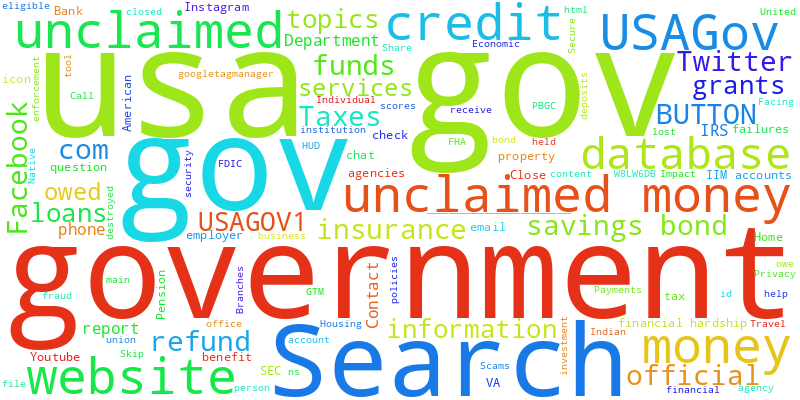 eligible
Bank
closed
Instagram
html
United
unclaimed
topics
credit
USAGov
Department
Share
Economic
Secure
usa gov
funds
Twitter
icon
enforcement
tool
googletagmanager
services
grants
Facing
Call
American
Individual
scores
receive
PBGC
deposits
Taxes
BUTTON
Facebook
institution
check
FHA
bond
held
lost
IRS
failures
com
gov
HUD
chat
property
database
question
Native
security
FDIC
agencies
Close
content
W8LW6DB
Impact
IIM
accounts
owed
unclaimed money
loans
destroyed
USAGOV1
phone
employer
business
insurance
email
savings bond
Home
government
owe
Privacy
main
Pension
Branches
GTM
Contact
policies
Payments
tax
id
help
fraud
report
office
Housing
information
financial hardship
Travel
union
refund
account
Indian
Youtube
Skip
benefit
investment
money
website
SEC
ns
Search
Scams
VA
official
file
person
financial
agency